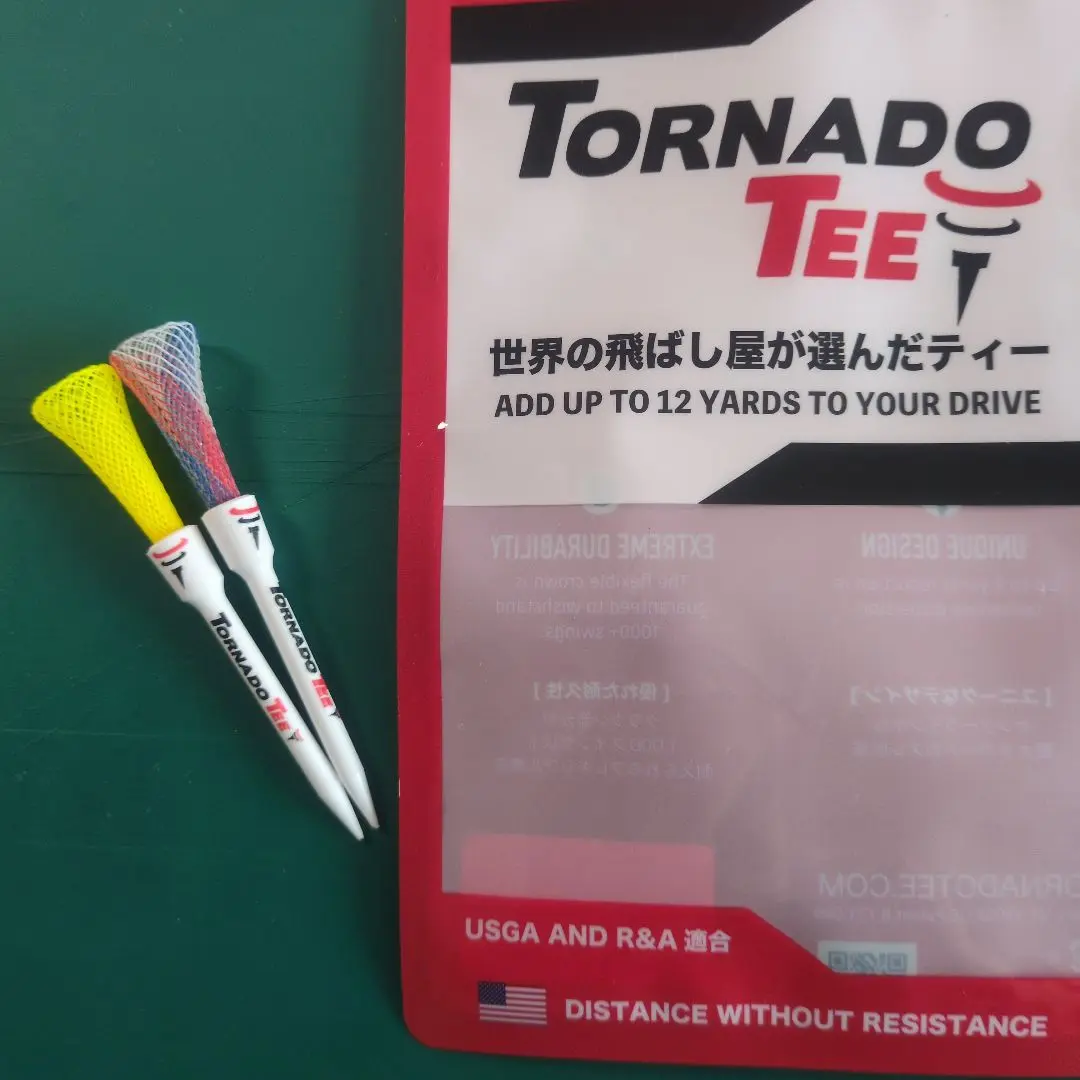 TORNADO
TEE
世界の飛ばし屋が選んだティー
ADD UP TO 12 YARDS TO YOUR DRIVE
EXTREME DURABILITY
UNIQUE DESIGN
The flexible crown is
guaranteed to withstand
1000+ swings.
[ 優れた耐久性 ]
[ ユニークなデザイン ]
USGA AND R&A 適合
DISTANCE WITHOUT RESISTANCE
TORNADO TEE
TORNADO TEE